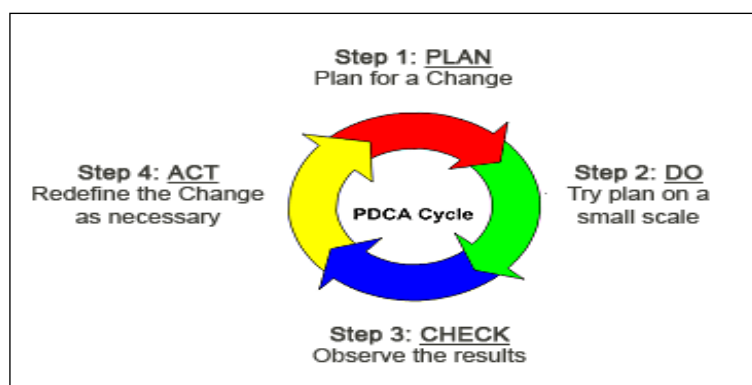 Step 1: PLAN
Plan for a Change
Step 4: ACT
Redefine the Change
as necessary
PDCA Cycle
Step 2: DO
Try plan on a
small scale
Step 3: CHECK
Observe the results